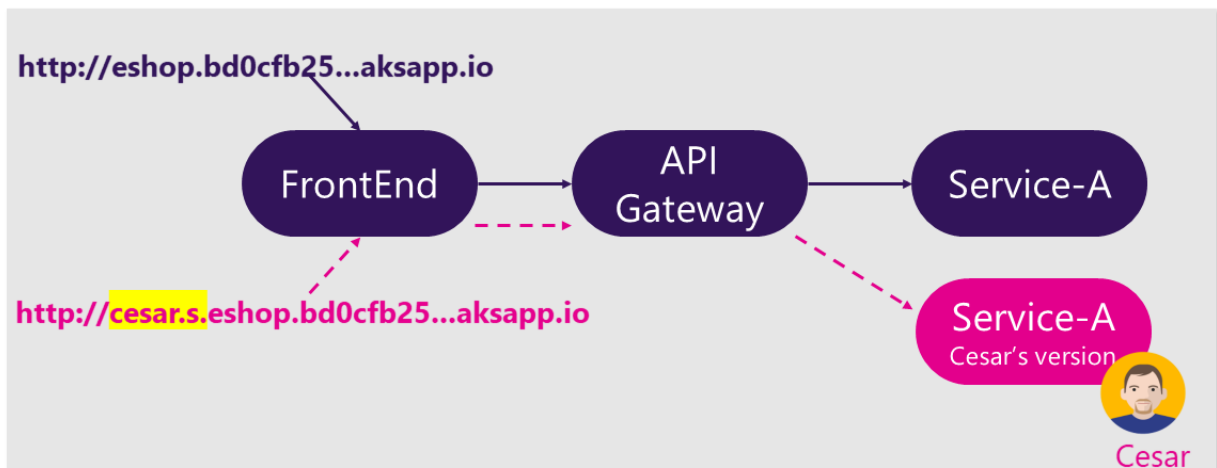 http://eshop.bd0cfb25...aksapp.io
FrontEnd
API
Gateway
Service-A
http://cesar.s.eshop.bd0cfb25...aksapp.io
Service-A
Cesar's version
Cesar